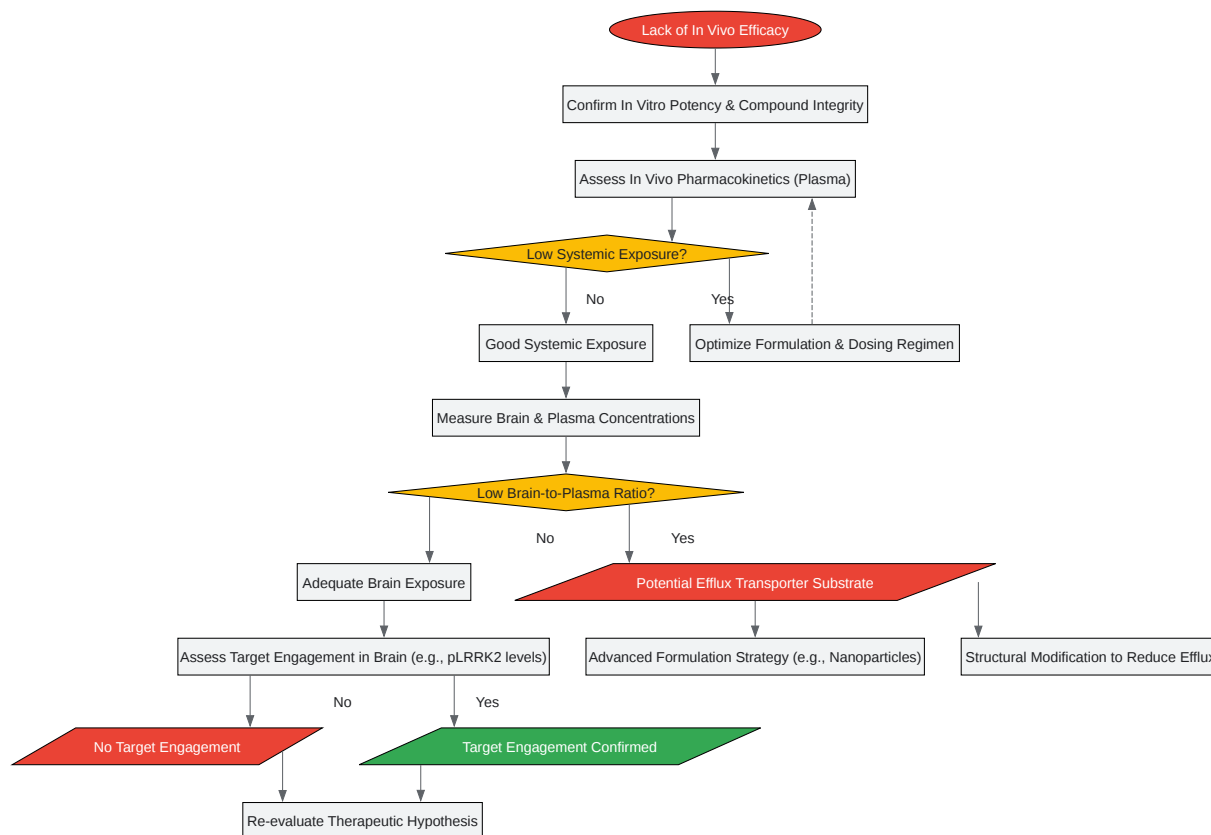 Lack of In Vivo Efficacy
Confirm In Vitro Potency & Compound Integrity
Assess In Vivo Pharmacokinetics (Plasma)
Low Systemic Exposure?
No
Yes
Good Systemic Exposure
Optimize Formulation & Dosing Regimen
Measure Brain & Plasma Concentrations
Low Brain-to-Plasma Ratio?
No
Yes
Adequate Brain Exposure
Potential Efflux Transporter Substrate
Assess Target Engagement in Brain (e.g., pLRRK2 levels)
Advanced Formulation Strategy (e.g., Nanoparticles)
Structural Modification to Reduce Efflux
No
Yes
No Target Engagement
Target Engagement Confirmed
Re-evaluate Therapeutic Hypothesis